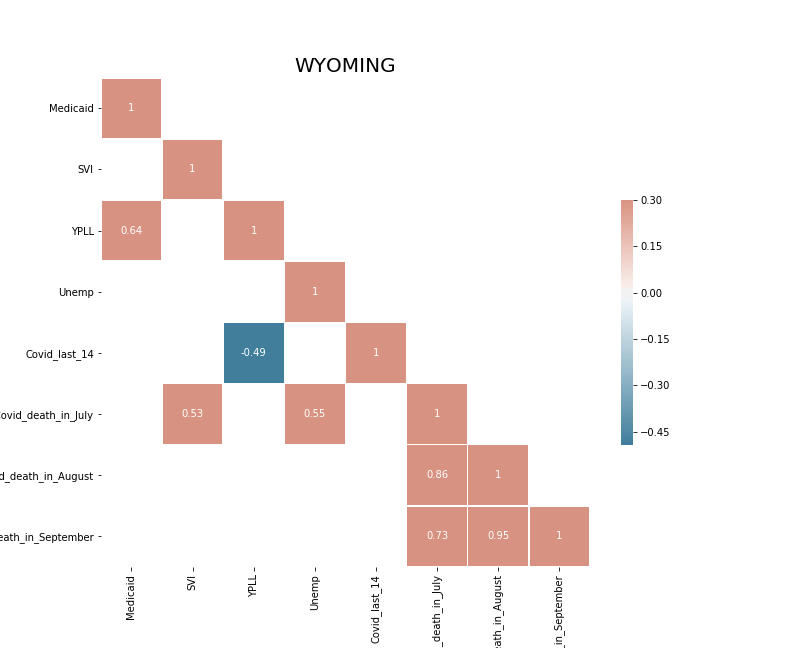 WYOMING
Medicaid
1
SVI
1
YPLL
0.64
1
Unemp
1
Covid_last_14
-0.49
1
ovid_death_in_July
0.53
0.55
1
d_death_in_August
0.86
1
eath_in_September
0.73
0.95
1
Medicaid
SVI
YPLL
Unemp
Covid_last_14
_death_in_July
eath_in_August
_in_September
0.30
0.15
0.00
−0.15
−0.30
−0.45